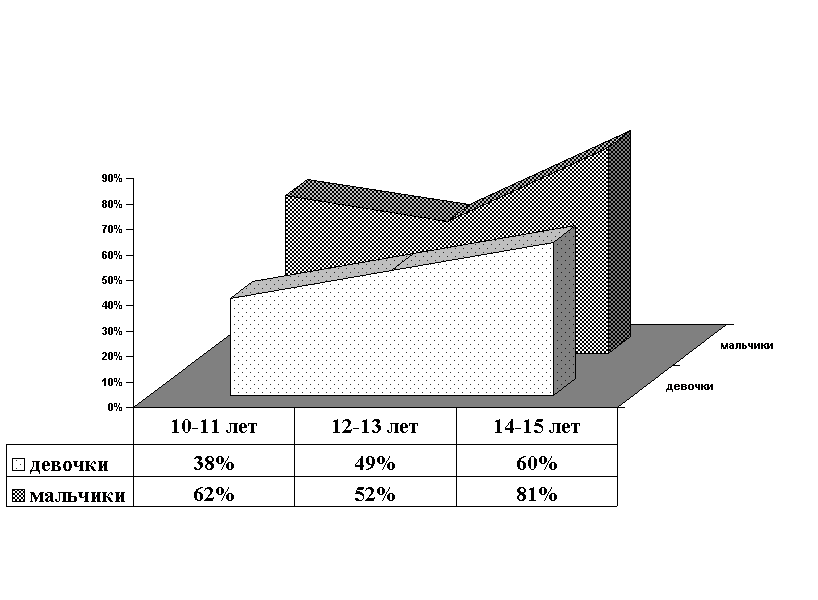 90%
80%
70%
60%
50%
40%
30%
20%
10%
0%
мальчики
девочки
10-11 лет 12-13 лет 14-15 лет
девочки 38% 49% 60%
мальчики 62% 52% 81%